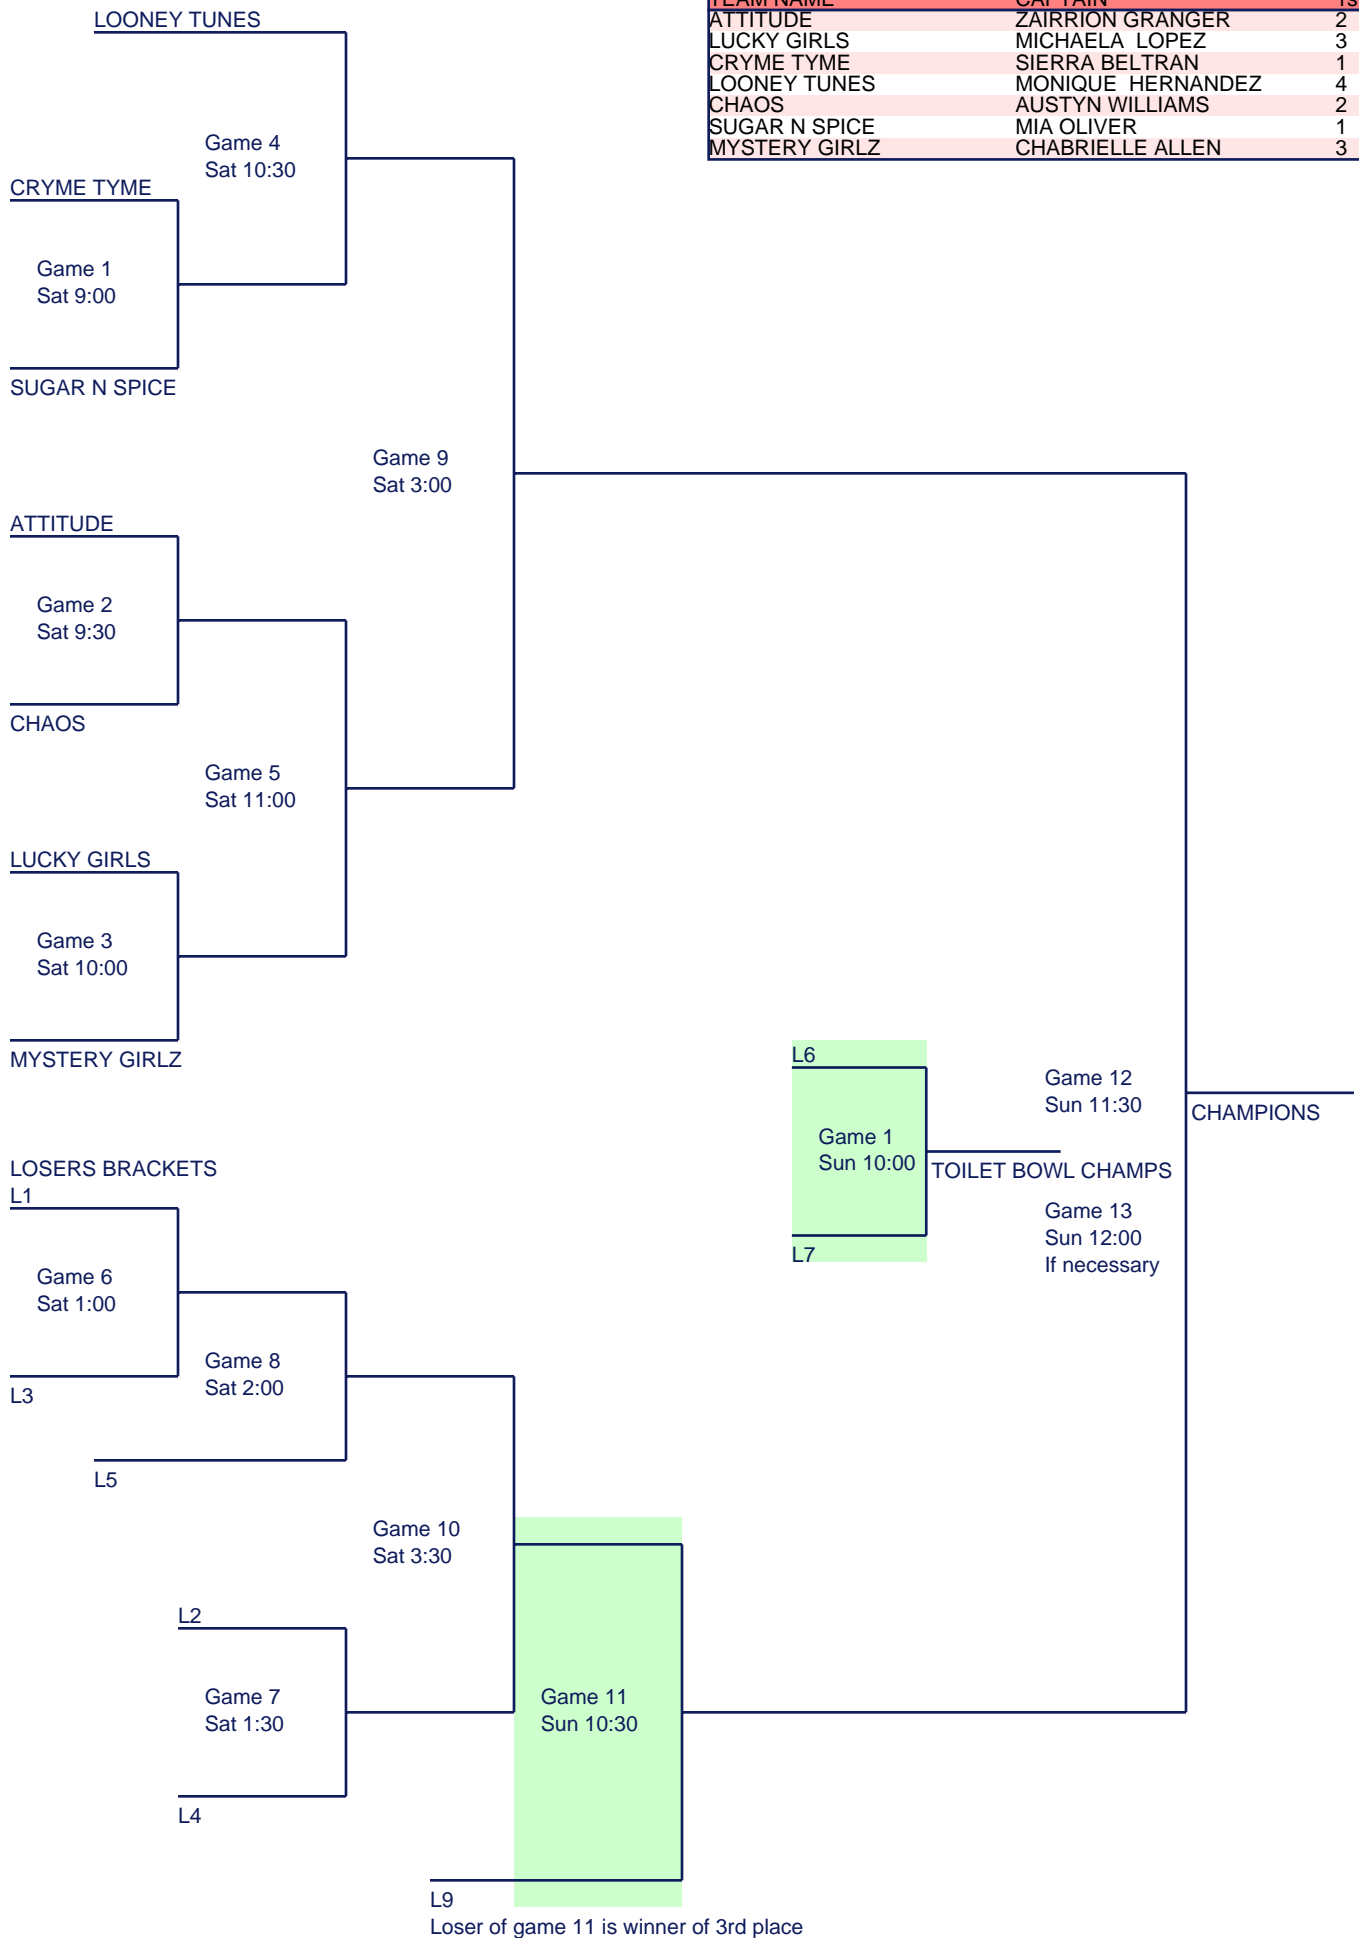 LOONEY TUNES
TEAM NAME CAPTAIN
ATTITUDE ZAIRRION GRANGER 2
LUCKY GIRLS MICHAELA LOPEZ 3
CRYME TYME SIERRA BELTRAN 1
LOONEY TUNES MONIQUE HERNANDEZ 4
CHAOS AUSTYN WILLIAMS 2
SUGAR N SPICE MIA OLIVER 1
MYSTERY GIRLZ CHABRIELLE ALLEN 3
Game 4
Sat 10:30
CRYME TYME
Game 1
Sat 9:00
SUGAR N SPICE
Game 9
Sat 3:00
ATTITUDE
Game 2
Sat 9:30
CHAOS
Game 5
Sat 11:00
LUCKY GIRLS
Game 3
Sat 10:00
MYSTERY GIRLZ
L6
Game 12
Sun 11:30
CHAMPIONS
Game 1
Sun 10:00
TOILET BOWL CHAMPS
Game 13
Sun 12:00
If necessary
L7
LOSERS BRACKETS
L1
Game 6
Sat 1:00
L3
Game 8
Sat 2:00
L5
Game 10
Sat 3:30
L2
Game 7
Sat 1:30
L4
Game 11
Sun 10:30
L9
Loser of game 11 is winner of 3rd place